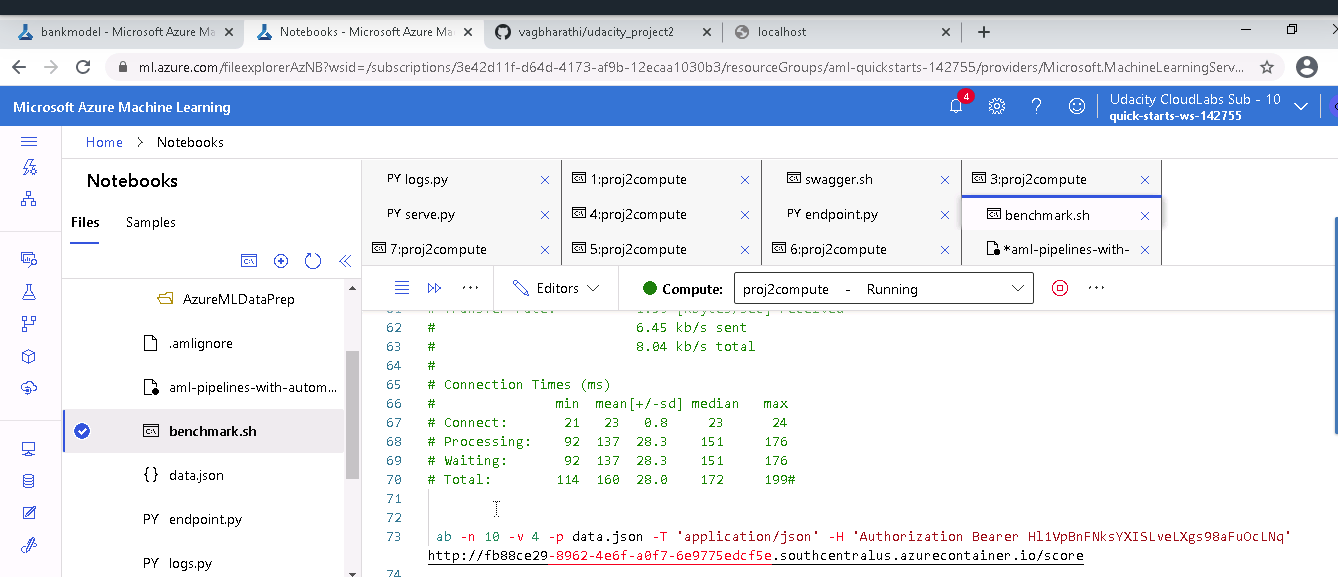 bankmodel - Microsoft Azure Ma
Notebooks - Microsoft Azure Ma
vagbharathi/udacity_project2
localhost
ml.azure.com/fileexplorerAzNB?wsid=/subscriptions/3e42d11f-d64d-4173-af9b-12ecaa1030b3/resourceGroups/aml-quickstarts-142755/providers/Microsoft.MachineLearningServ...
Microsoft Azure Machine Learning
4
Udacity CloudLabs Sub - 10
quick-starts-ws-142755
Home > Notebooks
Notebooks
Files
Samples
PY logs.py
1:proj2compute
swagger.sh
3:proj2compute
PY serve.py
4:proj2compute
PY endpoint.py
benchmark.sh
7:proj2compute
5:proj2compute
6:proj2compute
*aml-pipelines-with-
Editors
Compute:
proj2compute - Running
AzureMLDataPrep
.amlignore
aml-pipelines-with-autom...
benchmark.sh
{} data.json
PY endpoint.py
PY logs.py
62 # 6.45 kb/s sent
63 # 8.04 kb/s total
64 #
65 # Connection Times (ms)
66 # min mean[+/-sd] median max
67 # Connect: 21 23 0.8 23 24
68 # Processing: 92 137 28.3 151 176
69 # Waiting: 92 137 28.3 151 176
70 # Total: 114 160 28.0 172 199#
71
72
73 ab -n 10 -v 4 -p data.json -T 'application/json' -H 'Authorization Bearer Hl1VpBnFNksYXISLveLXgs98aFuOcLNq'
http://fb88ce29-8962-4e6f-a0f7-6e9775edcf5e.southcentralus.azurecontainer.io/score
74